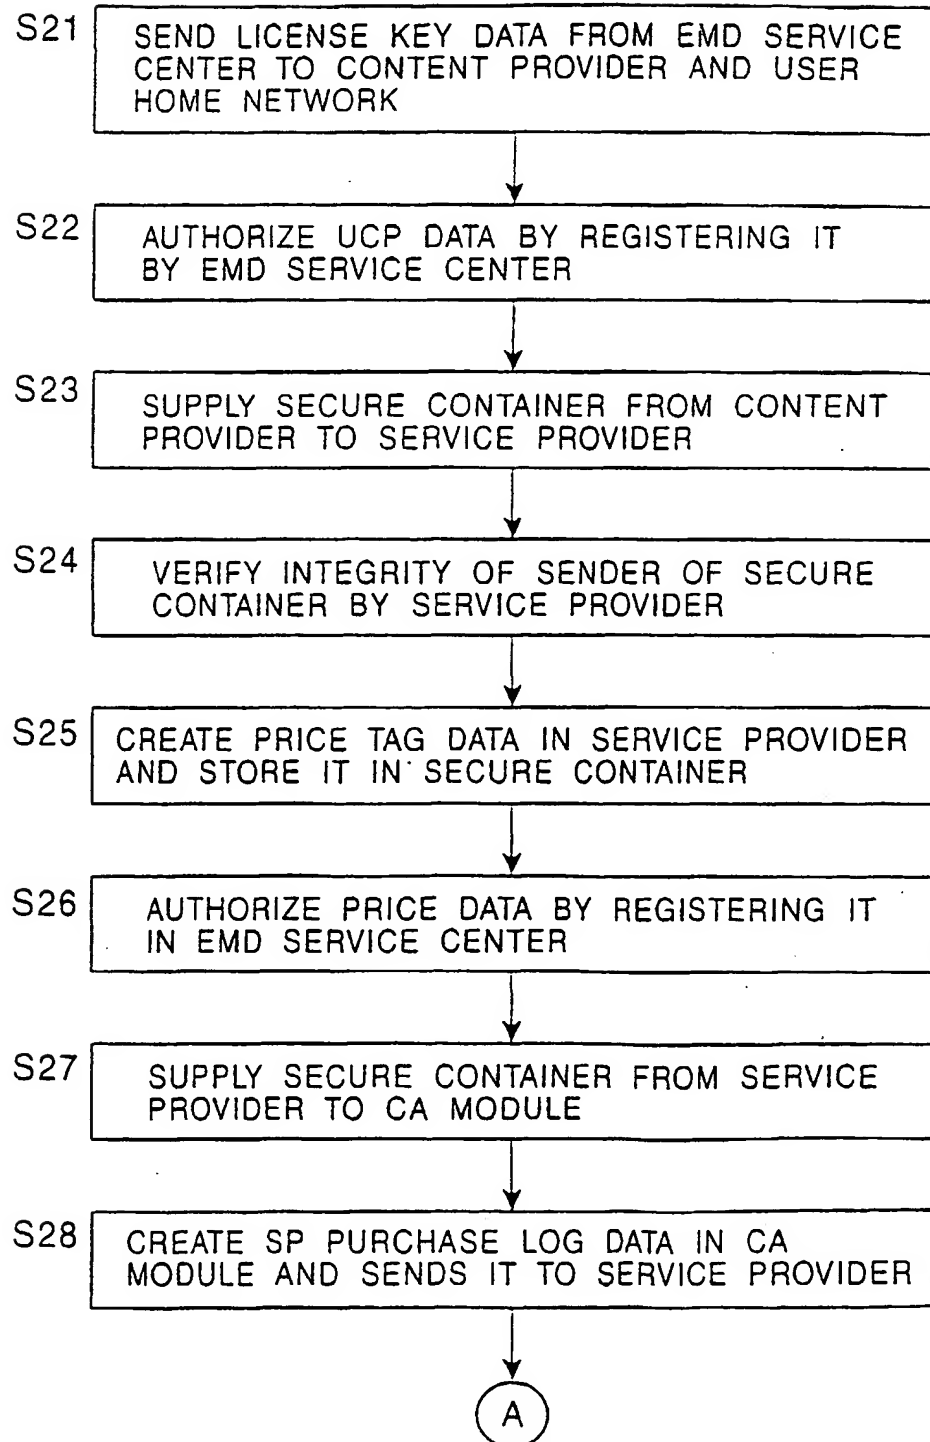 S21
SEND LICENSE KEY DATA FROM EMD SERVICE
CENTER TO CONTENT PROVIDER AND USER
HOME NETWORK
S22
AUTHORIZE UCP DATA BY REGISTERING IT
BY EMD SERVICE CENTER
S23
SUPPLY SECURE CONTAINER FROM CONTENT
PROVIDER TO SERVICE PROVIDER
S24
VERIFY INTEGRITY OF SENDER OF SECURE
CONTAINER BY SERVICE PROVIDER
S25
CREATE PRICE TAG DATA IN SERVICE PROVIDER
AND STORE IT IN SECURE CONTAINER
S26
AUTHORIZE PRICE DATA BY REGISTERING IT
IN EMD SERVICE CENTER
S27
SUPPLY SECURE CONTAINER FROM SERVICE
PROVIDER TO CA MODULE
S28
CREATE SP PURCHASE LOG DATA IN CA
MODULE AND SENDS IT TO SERVICE PROVIDER
A